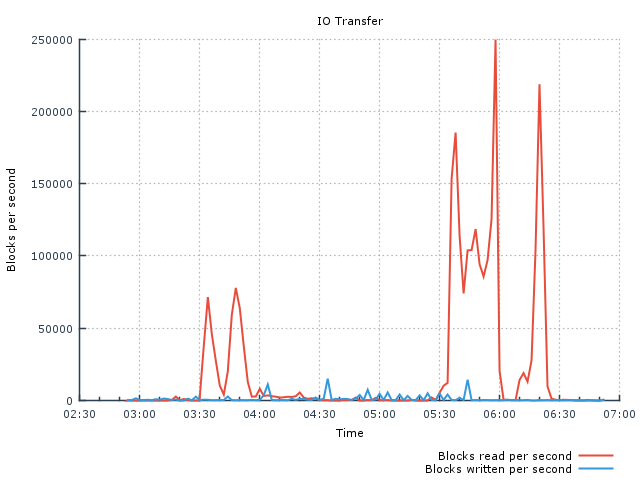 IO Transfer
250000
200000
150000
100000
50000
0
Blocks per second
02:30 03:00 03:30 04:00 04:30 05:00 05:30 06:00 06:30 07:00
Time
Blocks read per second
Blocks written per second